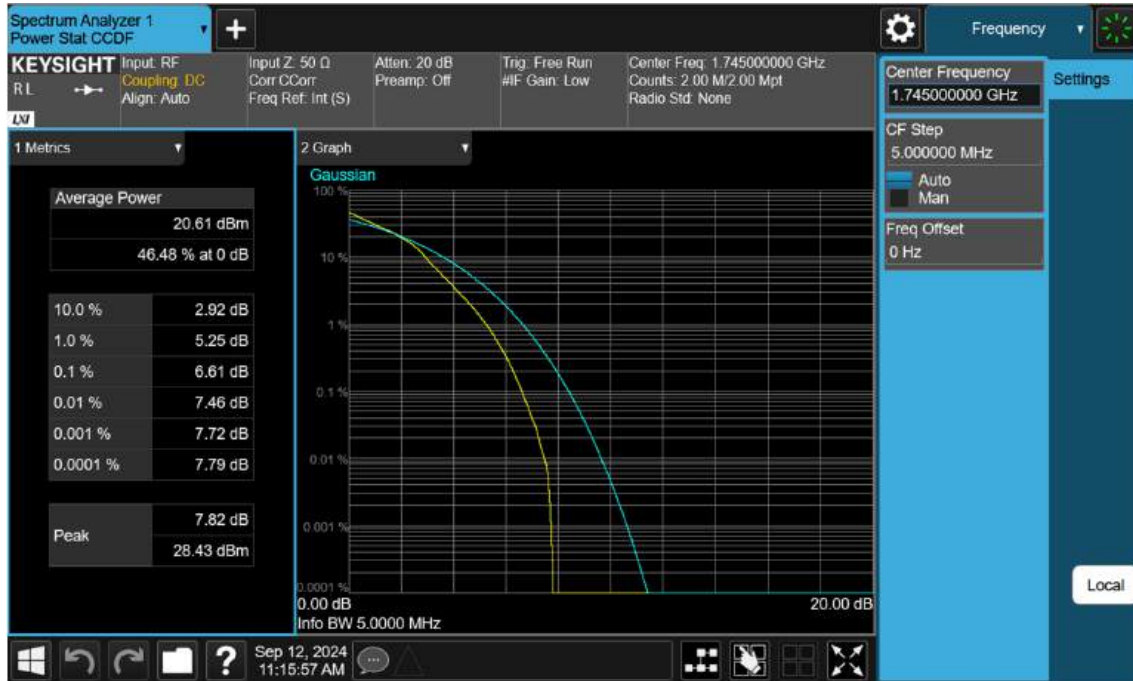 Spectrum Analyzer 1
Power Stat CCDF
Frequency
KEYSIGHT
R L
LXI
Input: RF
Coupling: DC
Align: Auto
Input Z: 50 Ω
Corr CCorr
Freq Ref: Int (S)
Atten: 20 dB
Preamp: Off
Trig: Free Run
#IF Gain: Low
Center Freq: 1.745000000 GHz
Counts: 2.00 M/2.00 Mpt
Radio Std: None
Center Frequency
1.745000000 GHz
Settings
CF Step
5.000000 MHz
Auto
Man
Freq Offset
0 Hz
1 Metrics
Average Power
20.61 dBm
46.48 % at 0 dB
10.0 % 2.92 dB
1.0 % 5.25 dB
0.1 % 6.61 dB
0.01 % 7.46 dB
0.001 % 7.72 dB
0.0001 % 7.79 dB
Peak
7.82 dB
28.43 dBm
2 Graph
Gaussian
100 %
10 %
1 %
0.1 %
0.01 %
0.001 %
0.0001 %
0.00 dB 20.00 dB
Info BW 5.0000 MHz
Local
?
Sep 12, 2024
11:15:57 AM